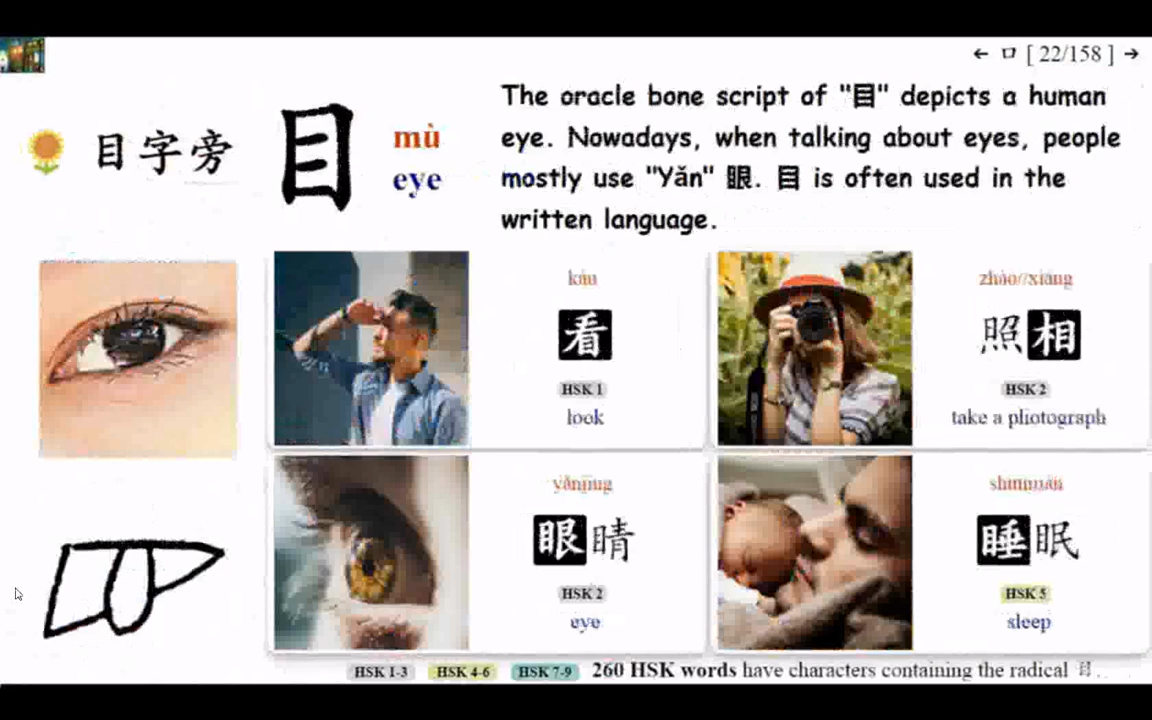 ← 口 [ 22/158 ] →
目字旁
目
mù
eye
The oracle bone script of "目" depicts a human
eye. Nowadays, when talking about eyes, people
mostly use "Yǎn" 眼. 目 is often used in the
written language.
kàn
看
HSK 1
look
zhào//xiàng
照相
HSK 2
take a photograph
yǎnjing
眼睛
HSK 2
eye
shuìmián
睡眠
HSK 5
sleep
HSK 1-3 HSK 4-6 HSK 7-9 260 HSK words have characters containing the radical 目.